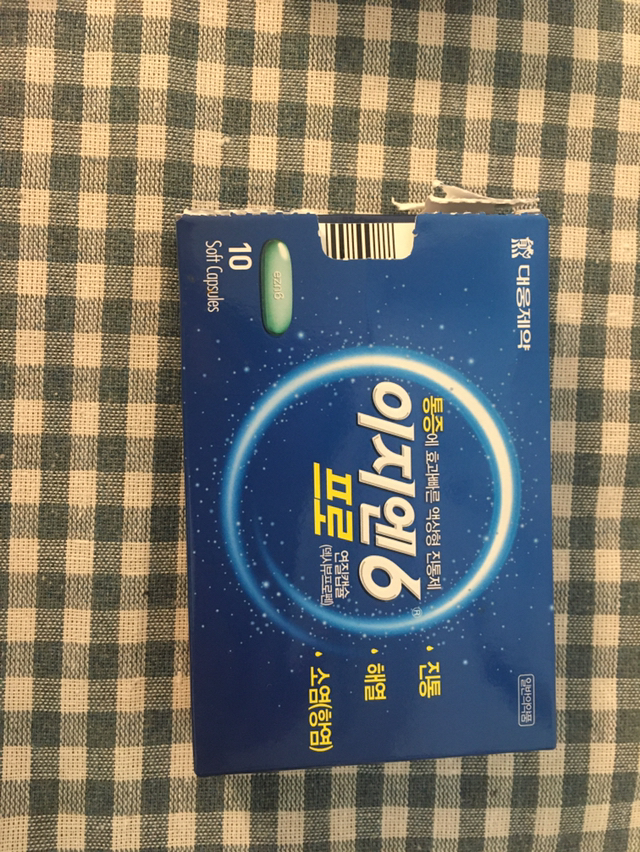 대웅제약
일반의약품
통증에 효과빠른 액상형 진통제
이지엔6®
프로
연질캡슐
(덱시부프로펜)
· 진통
· 해열
· 소염(항염)
ezn6
10
Soft Capsules